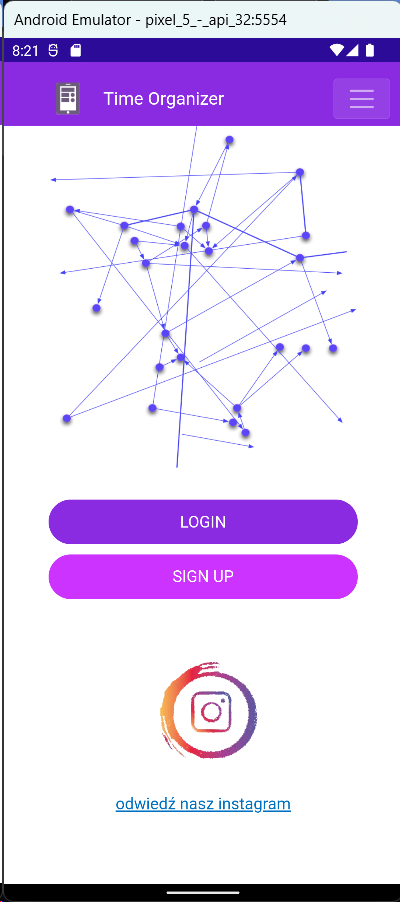 Android Emulator - pixel_5_-_api_32:5554
8:21
Time Organizer
LOGIN
SIGN UP
odwiedź nasz instagram